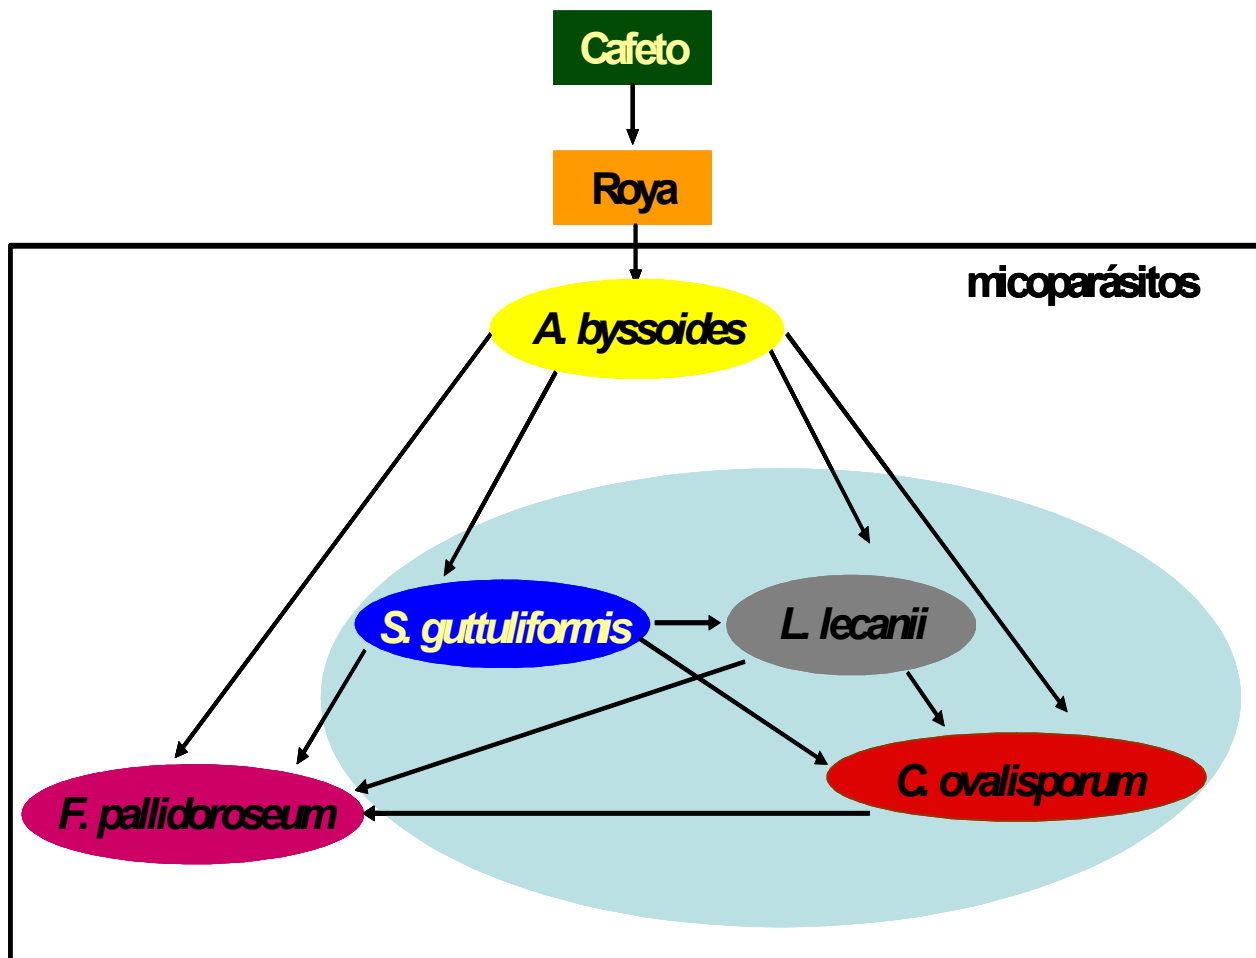 Cafeto
Roya
micoparásitos
A. byssoides
S. guttuliformis
L. lecanii
C. ovalisporum
F. pallidoroseum